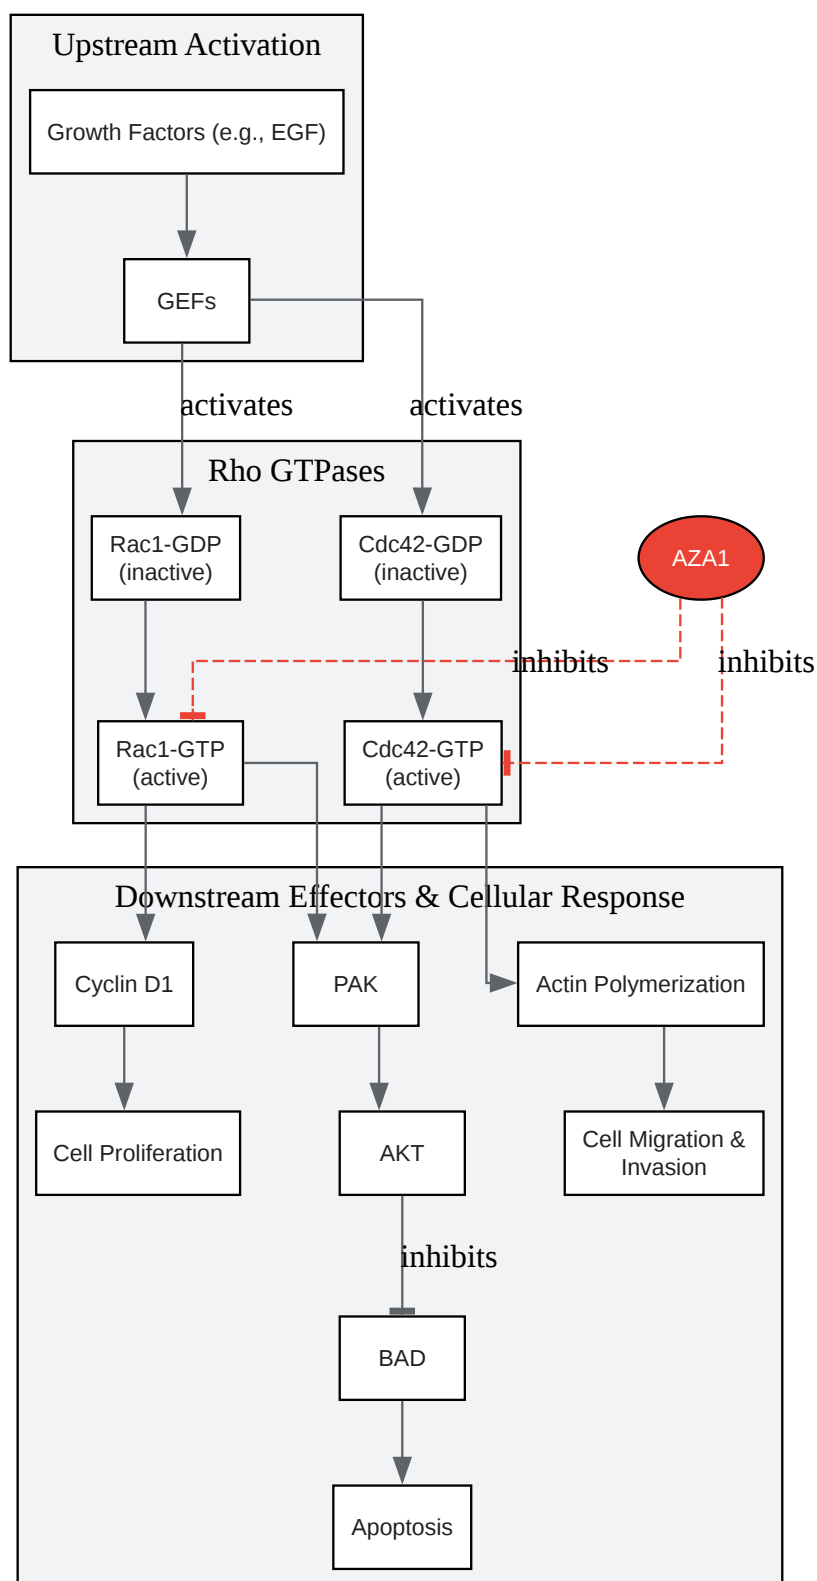 Upstream Activation
Growth Factors (e.g., EGF)
GEFs
activates
activates
Rho GTPases
Rac1-GDP
(inactive)
Cdc42-GDP
(inactive)
AZA1
inhibits
inhibits
Rac1-GTP
(active)
Cdc42-GTP
(active)
Downstream Effectors & Cellular Response
Cyclin D1
PAK
Actin Polymerization
Cell Proliferation
AKT
Cell Migration &
Invasion
inhibits
BAD
Apoptosis